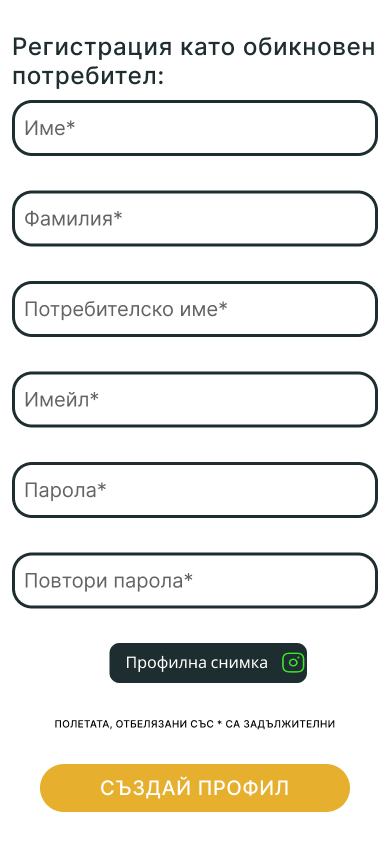 Регистрация като обикновен
потребител:
Име*
Фамилия*
Потребителско име*
Имейл*
Парола*
Повтори парола*
Профилна снимка
ПОЛЕТАТА, ОТБЕЛЯЗАНИ СЪС * СА ЗАДЪЛЖИТЕЛНИ
СЪЗДАЙ ПРОФИЛ